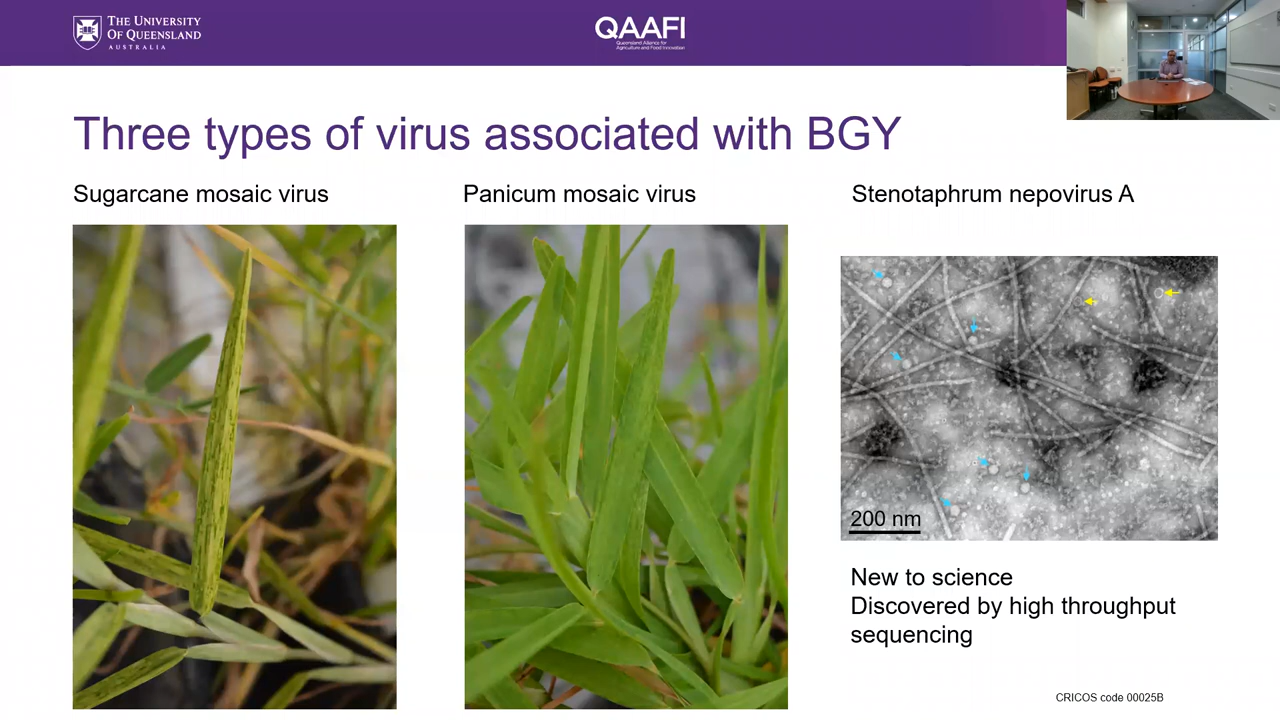 THE UNIVERSITY
OF QUEENSLAND
AUSTRALIA
QAAFI
Queensland Alliance for
Agriculture and Food Innovation
Three types of virus associated with BGY
Sugarcane mosaic virus
Panicum mosaic virus
Stenotaphrum nepovirus A
200 nm
New to science
Discovered by high throughput
sequencing
CRICOS code 00025B